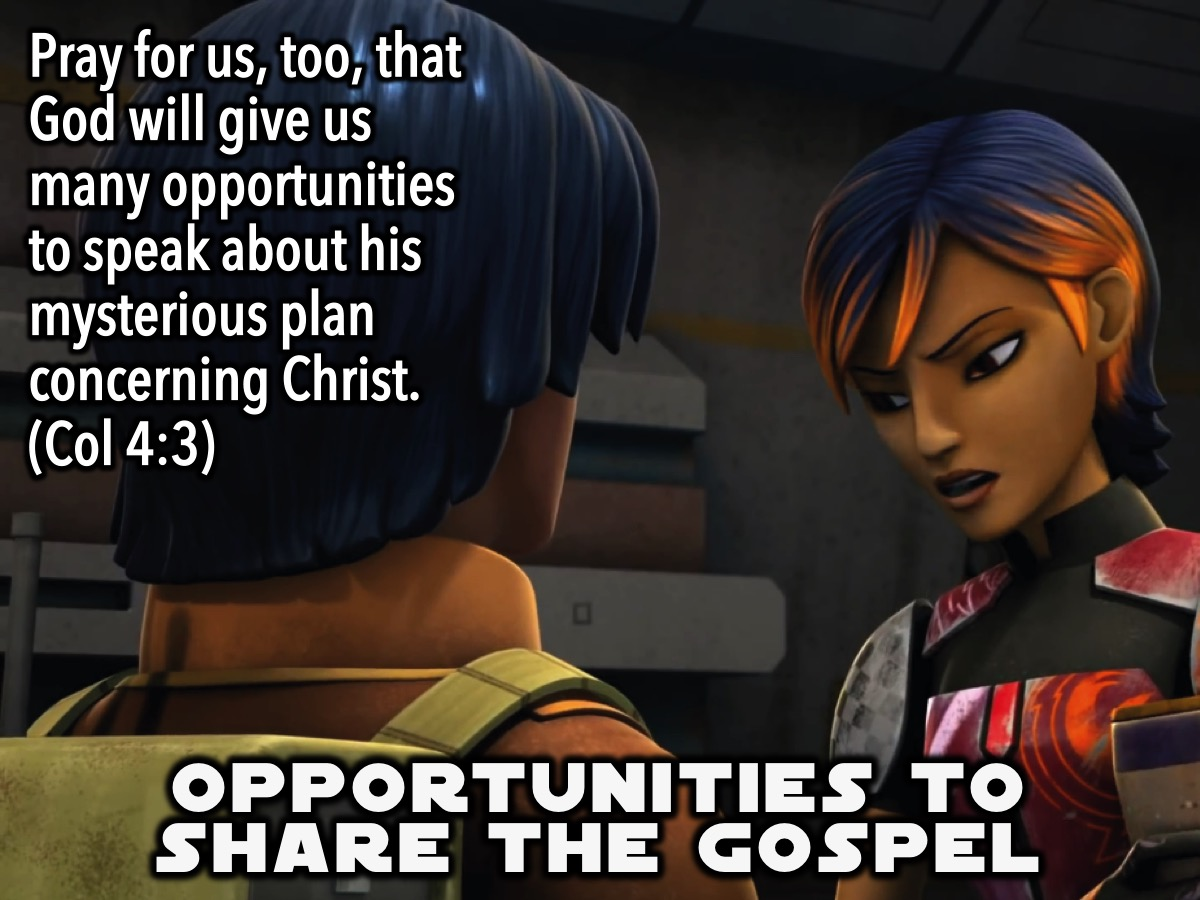 Pray for us, too, that
God will give us
many opportunities
to speak about his
mysterious plan
concerning Christ.
(Col 4:3)
OPPORTUNITIES TO
SHARE THE GOSPEL